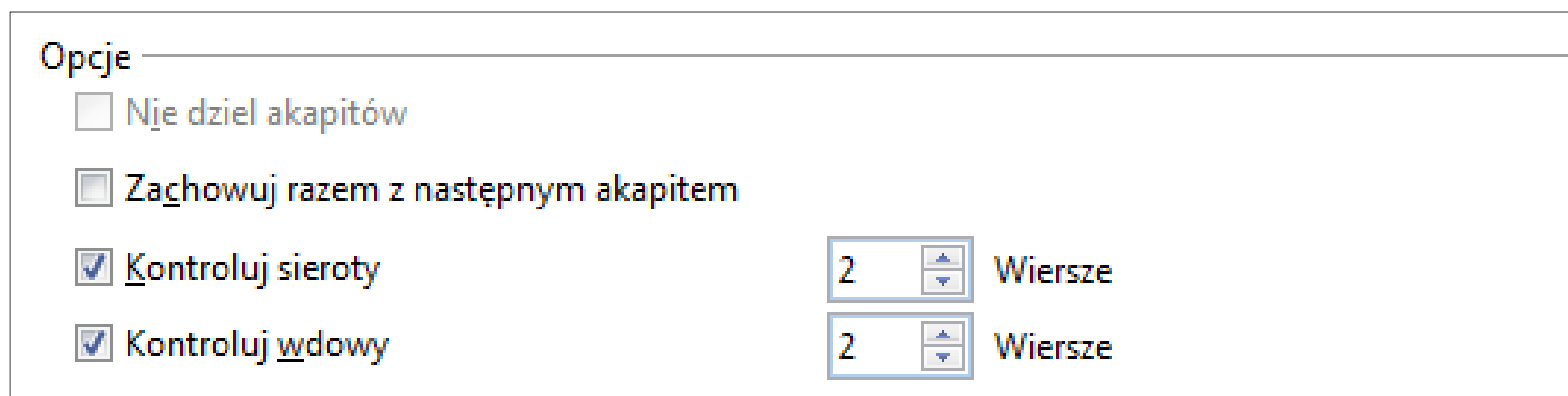 Opcje
Nie dziel akapitów
Zachowuj razem z następnym akapitem
Kontroluj sieroty 2 Wiersze
Kontroluj wdowy 2 Wiersze